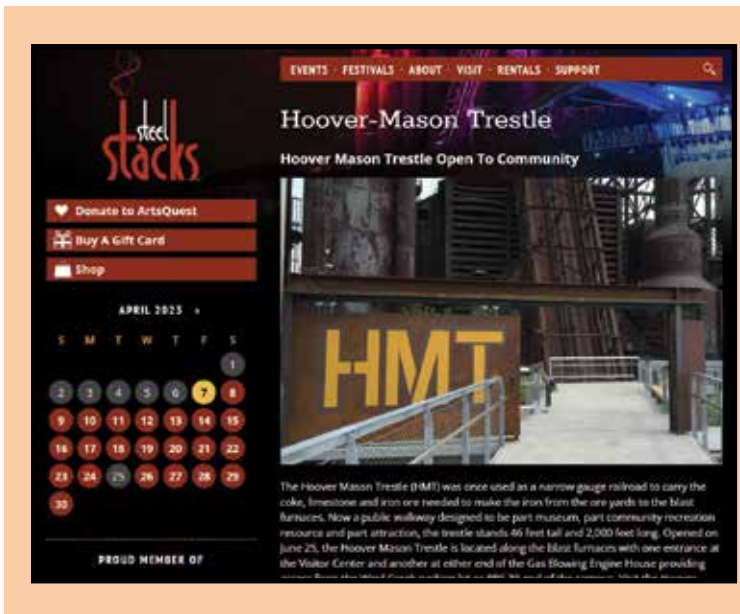 steel
stacks
EVENTS · FESTIVALS · ABOUT · VISIT · RENTALS · SUPPORT
Hoover-Mason Trestle
Hoover Mason Trestle Open To Community
Donate to ArtsQuest
Buy A Gift Card
Shop
APRIL 2023 »
S M T W T F S
1
2 3 4 5 6 7 8
9 10 11 12 13 14 15
16 17 18 19 20 21 22
23 24 25 26 27 28 29
30
PROUD MEMBER OF
HMT
The Hoover Mason Trestle (HMT) was once used as a narrow gauge railroad to carry the
coke, limestone and iron ore needed to make the iron from the ore yards to the blast
furnaces. Now a public walkway designed to be part museum, part community recreation
resource and part attraction, the trestle stands 46 feet tall and 2,000 feet long. Opened on
June 25, the Hoover Mason Trestle is located along the blast furnaces with one entrance at
the Visitor Center and another at either end of the Gas Blowing Engine House providing